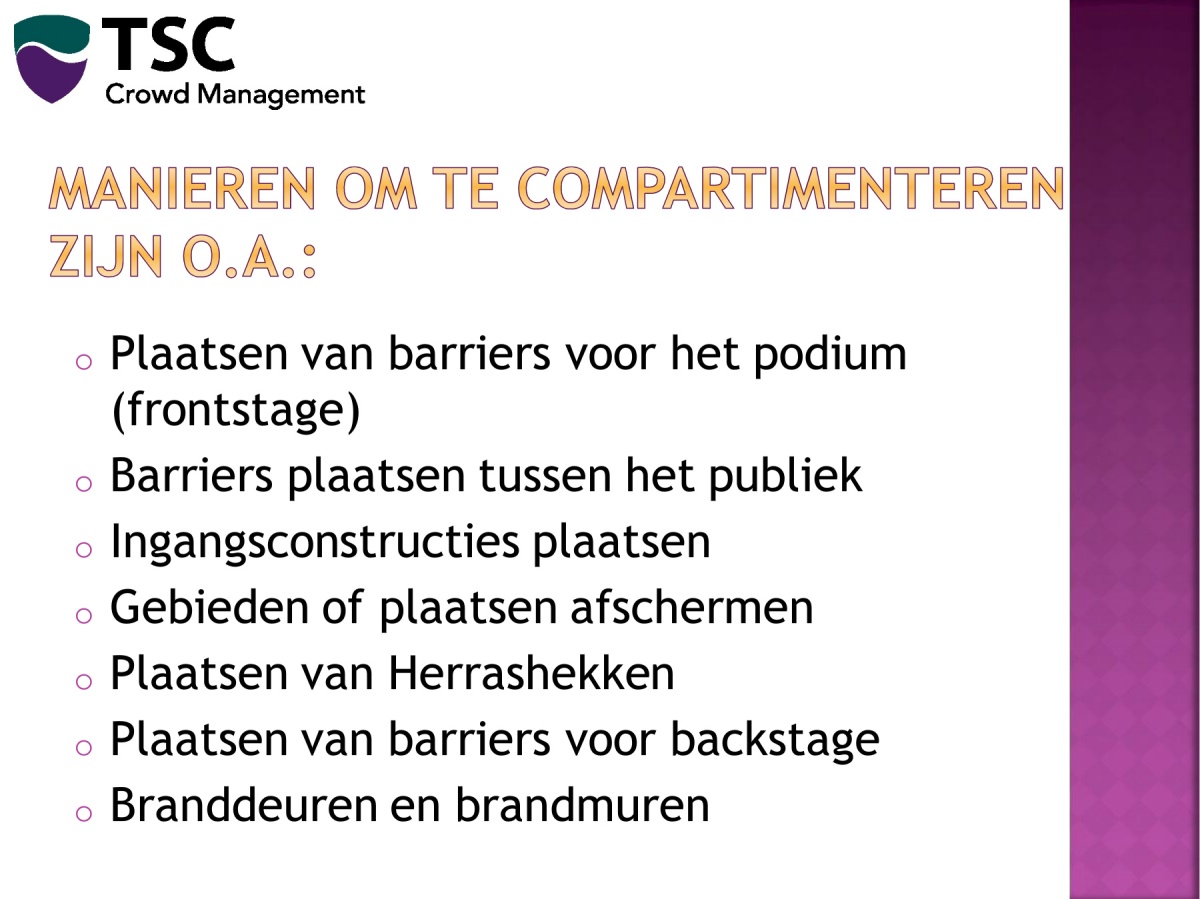 TSC
Crowd Management
MANIEREN OM TE COMPARTIMENTEREN
ZIJN O.A.:
o Plaatsen van barriers voor het podium
(frontstage)
o Barriers plaatsen tussen het publiek
o Ingangsconstructies plaatsen
o Gebieden of plaatsen afschermen
o Plaatsen van Herrashekken
o Plaatsen van barriers voor backstage
o Branddeuren en brandmuren